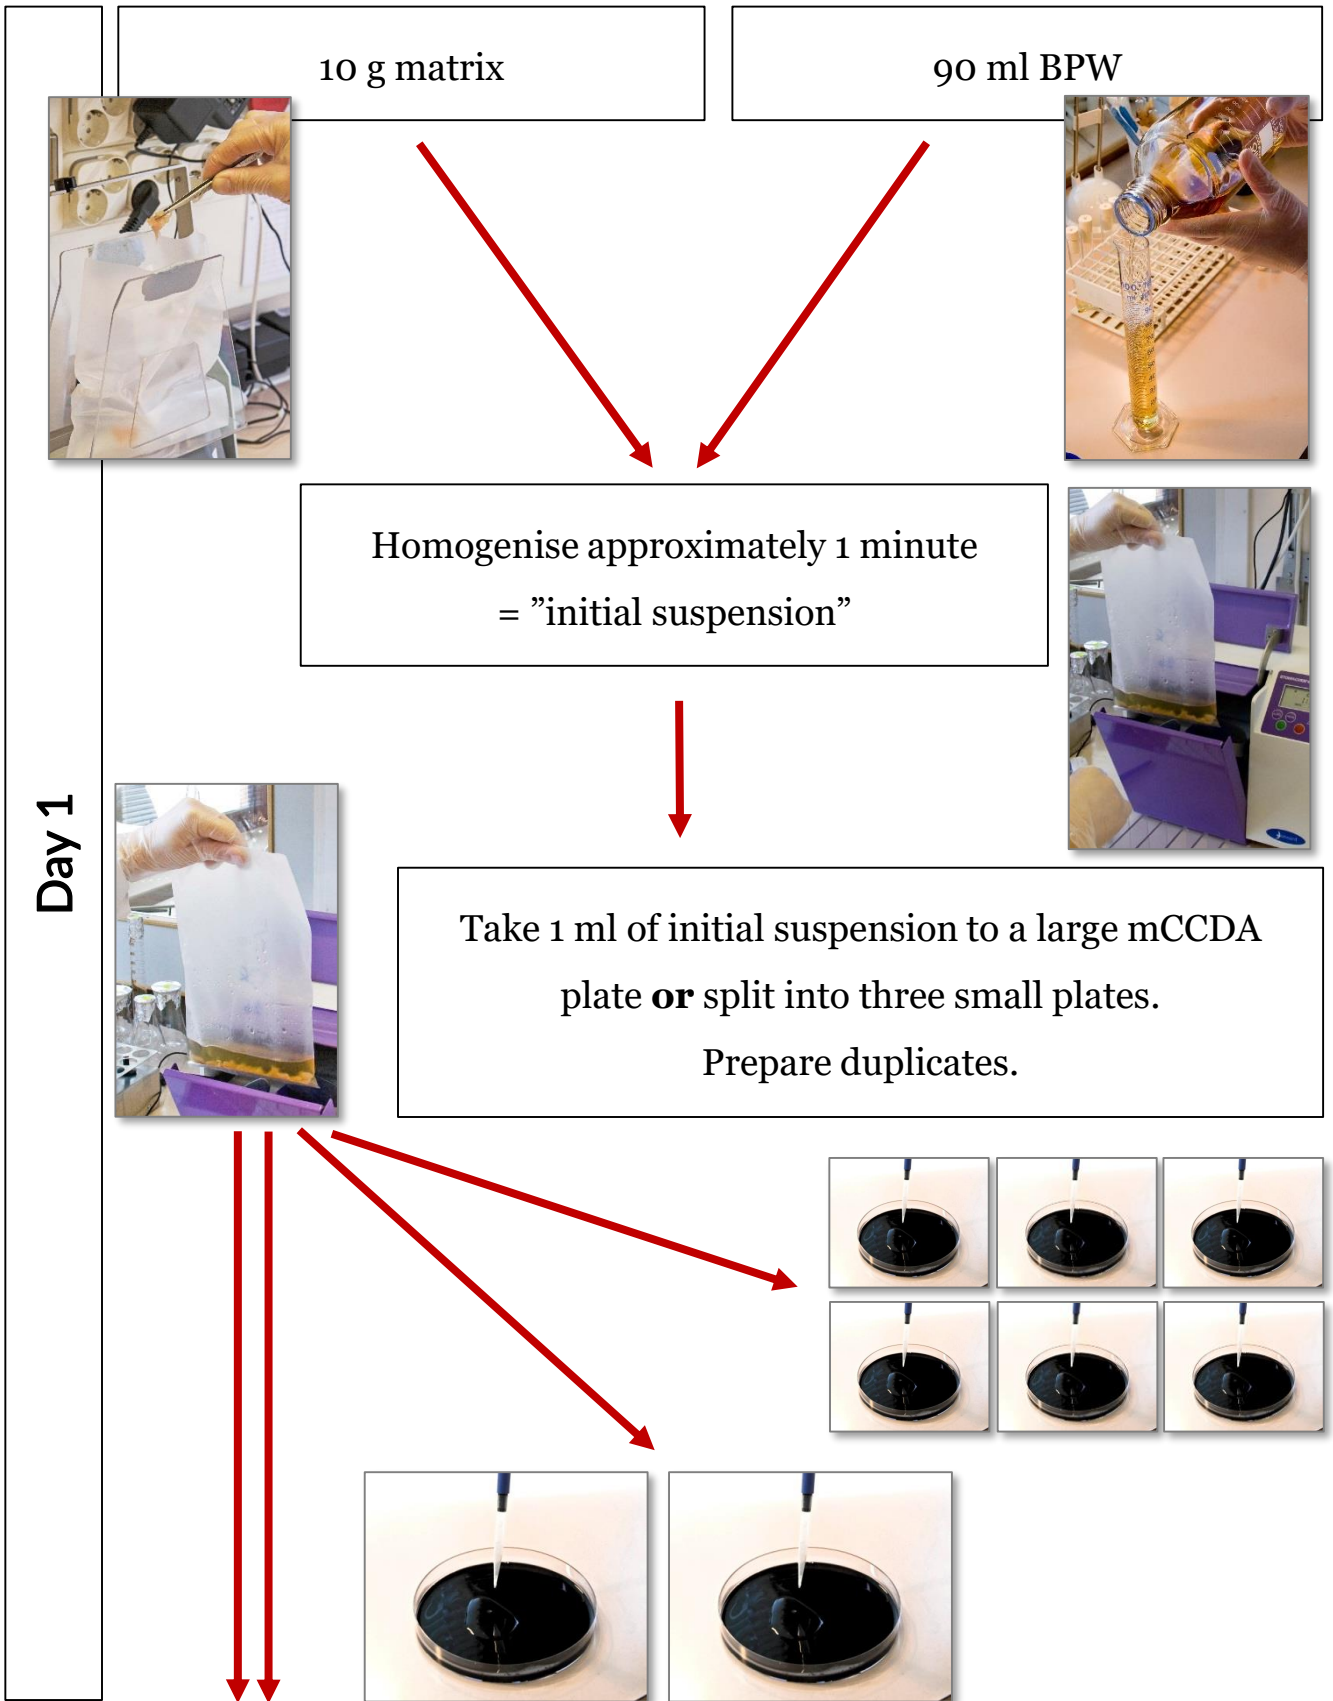 10 g matrix
90 ml BPW
Homogenise approximately 1 minute
= ”initial suspension”
Day 1
Take 1 ml of initial suspension to a large mCCDA
plate or split into three small plates.
Prepare duplicates.